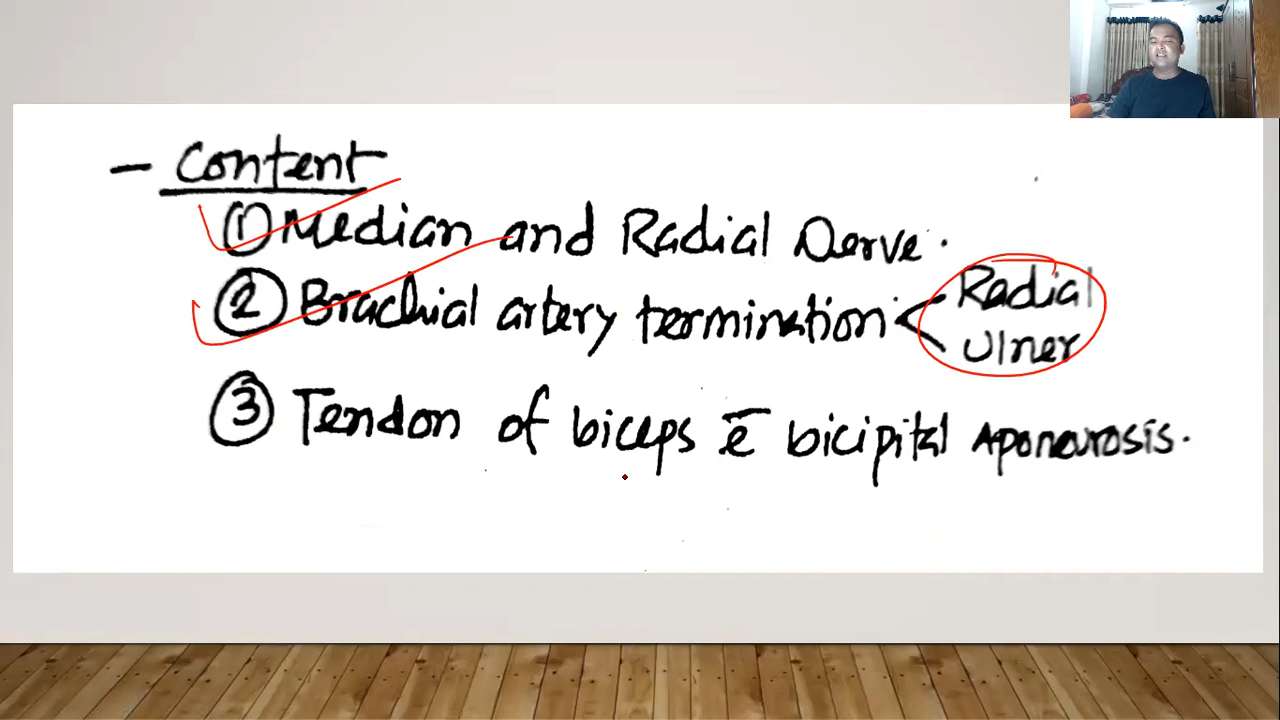 - Content
① Median and Radial Nerve.
② Brachial artery termination < Radial
Ulner
③ Tendon of biceps c̄ bicipital Aponeurosis.